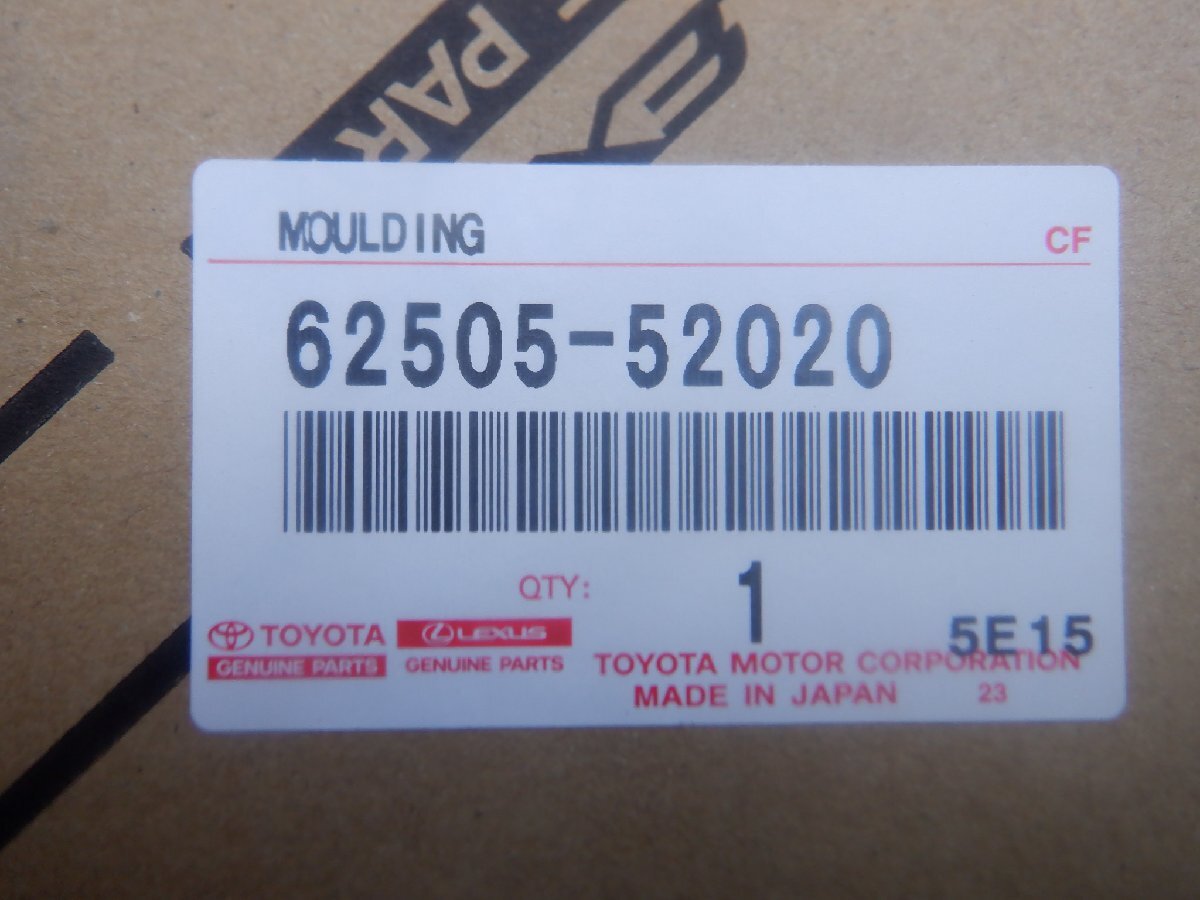 PAR
MOULDING
CF
62505-52020
QTY: 1
5E15
TOYOTA
GENUINE PARTS
LEXUS
GENUINE PARTS
TOYOTA MOTOR CORPORATION
MADE IN JAPAN 23